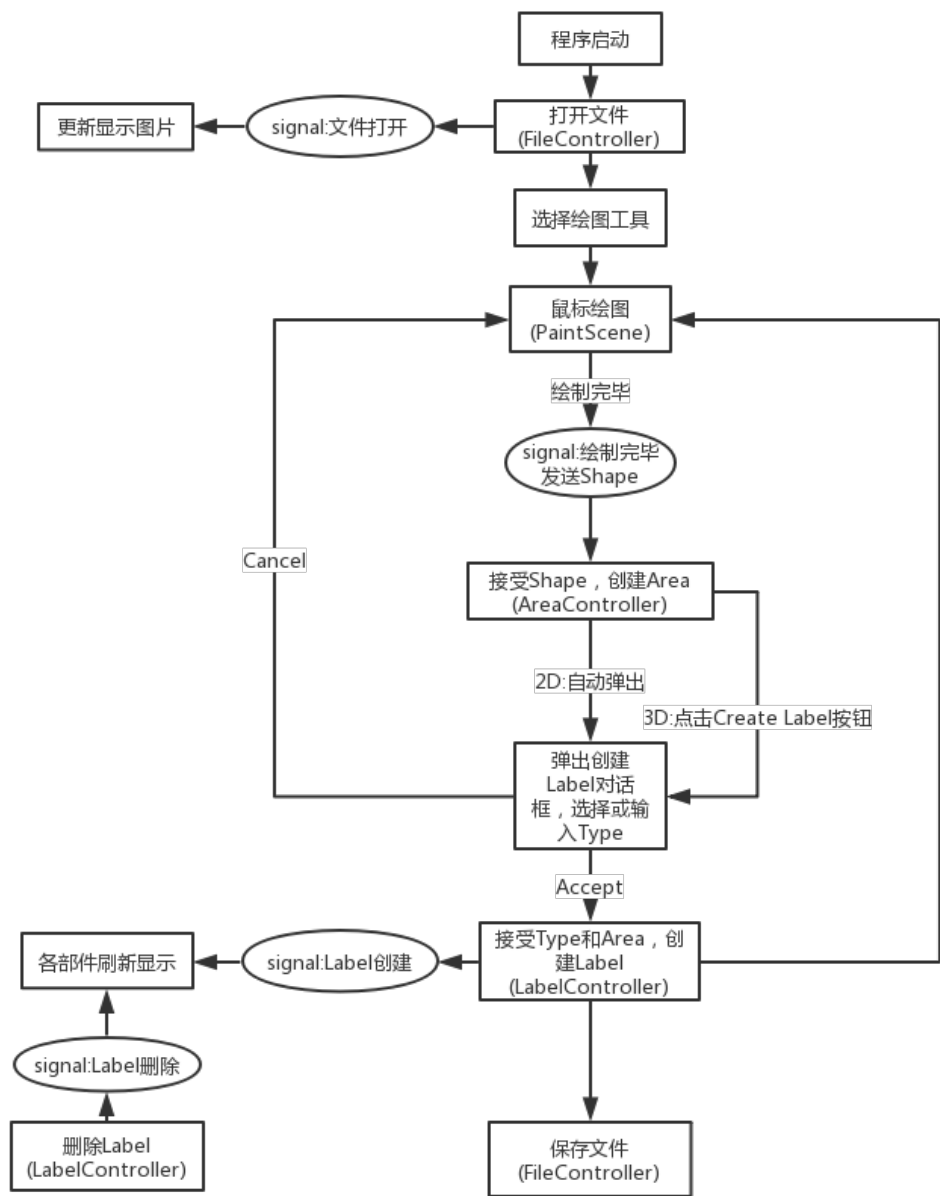 程序启动
打开文件
(FileController)
signal:文件打开
更新显示图片
选择绘图工具
鼠标绘图
(PaintScene)
绘制完毕
signal:绘制完毕
发送Shape
Cancel
接受Shape，创建Area
(AreaController)
2D:自动弹出
3D:点击Create Label按钮
弹出创建
Label对话
框，选择或输
入Type
Accept
接受Type和Area，创
建Label
(LabelController)
signal:Label创建
各部件刷新显示
signal:Label删除
删除Label
(LabelController)
保存文件
(FileController)